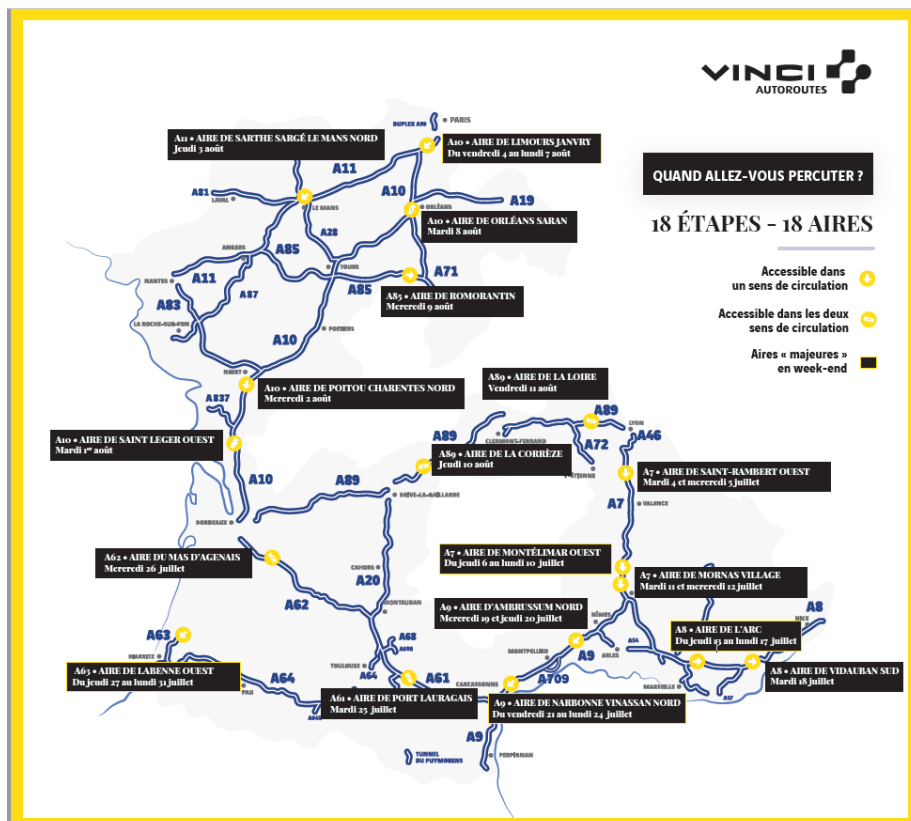 VINCI
AUTOROUTES
QUAND ALLEZ-VOUS PERCUTER ?
18 ÉTAPES – 18 AIRES
Accessible dans
un sens de circulation
Accessible dans les deux
sens de circulation
Aires « majeures »
en week-end
DUPLEX A86
PARIS
A11 • AIRE DE SARTHE SARGÉ LE MANS NORD
Jeudi 3 août
A10 • AIRE DE LIMOURS JANVRY
Du vendredi 4 au lundi 7 août
A11
A81
LAVAL
LE MANS
A10
ORLÉANS
A19
A10 • AIRE DE ORLÉANS SARAN
Mardi 8 août
A28
ANGERS
A85
TOURS
A71
NANTES
A11
A85
A85 • AIRE DE ROMORANTIN
Mercredi 9 août
A87
A83
LA ROCHE-SUR-YON
POITIERS
A10
NIORT
A10 • AIRE DE POITOU CHARENTES NORD
Mercredi 2 août
A89 • AIRE DE LA LOIRE
Vendredi 11 août
A837
A89
LYON
A10 • AIRE DE SAINT LEGER OUEST
Mardi 1er août
A89
CLERMONT-FERRAND
A46
A72
A89 • AIRE DE LA CORRÈZE
Jeudi 10 août
A7 • AIRE DE SAINT-RAMBERT OUEST
Mardi 4 et mercredi 5 juillet
A10
A89
BRIVE-LA-GAILLARDE
A7
VALENCE
BORDEAUX
A62 • AIRE DU MAS D'AGENAIS
Mercredi 26 juillet
A7 • AIRE DE MONTÉLIMAR OUEST
Du jeudi 6 au lundi 10 juillet
CAHORS
A20
A7 • AIRE DE MORNAS VILLAGE
Mardi 11 et mercredi 12 juillet
A62
MONTAUBAN
A9 • AIRE D'AMBRUSSUM NORD
Mercredi 19 et jeudi 20 juillet
NÎMES
A8
NICE
A63
A68
A8 • AIRE DE L'ARC
Du jeudi 13 au lundi 17 juillet
A54
BIARRITZ
MONTPELLIER
ARLES
A9
TOULOUSE
A63 • AIRE DE LABENNE OUEST
Du jeudi 27 au lundi 31 juillet
A64
PAU
A64
A61
CARCASSONNE
A709
MARSEILLE
A57
A8 • AIRE DE VIDAUBAN SUD
Mardi 18 juillet
A61 • AIRE DE PORT LAURAGAIS
Mardi 25 juillet
A9 • AIRE DE NARBONNE VINASSAN NORD
Du vendredi 21 au lundi 24 juillet
A9
TUNNEL
DU PUYMORENS
PERPIGNAN